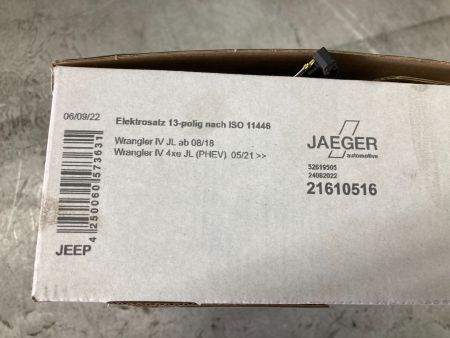 06/09/22
Elektrosatz 13-polig nach ISO 11446
Wrangler IV JL ab 08/18
Wrangler IV 4xe JL (PHEV) 05/21 >>
4 250060 573631
JEEP
JAEGER
automotive
52619505
24082022
21610516